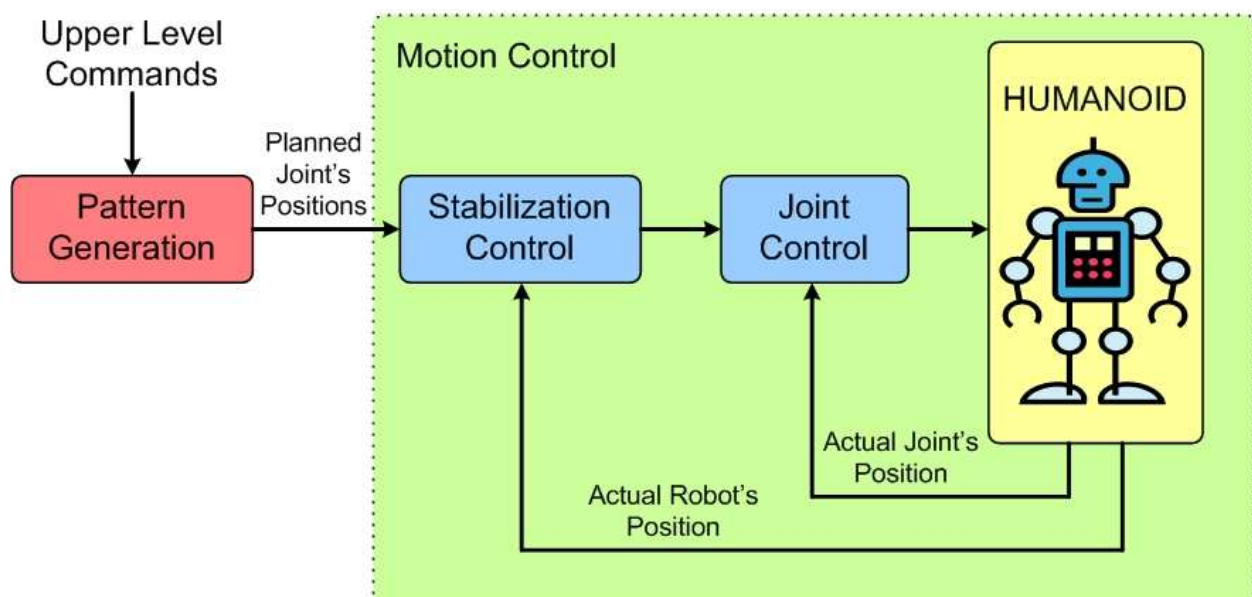 Upper Level
Commands
Pattern
Generation
Planned
Joint's
Positions
Motion Control
Stabilization
Control
Joint
Control
HUMANOID
Actual Joint's
Position
Actual Robot's
Position